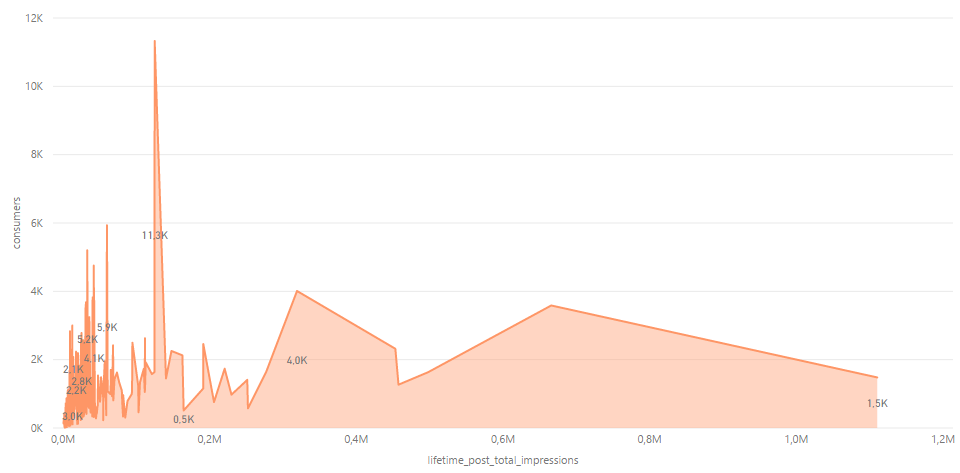 12K
10K
8K
6K
4K
2K
0K
consumers
11,3K
5,9K
5,2K
4,1K
2,1K
2,8K
2,2K
3,0K
0,5K
4,0K
1,5K
0,0M 0,2M 0,4M 0,6M 0,8M 1,0M 1,2M
lifetime_post_total_impressions